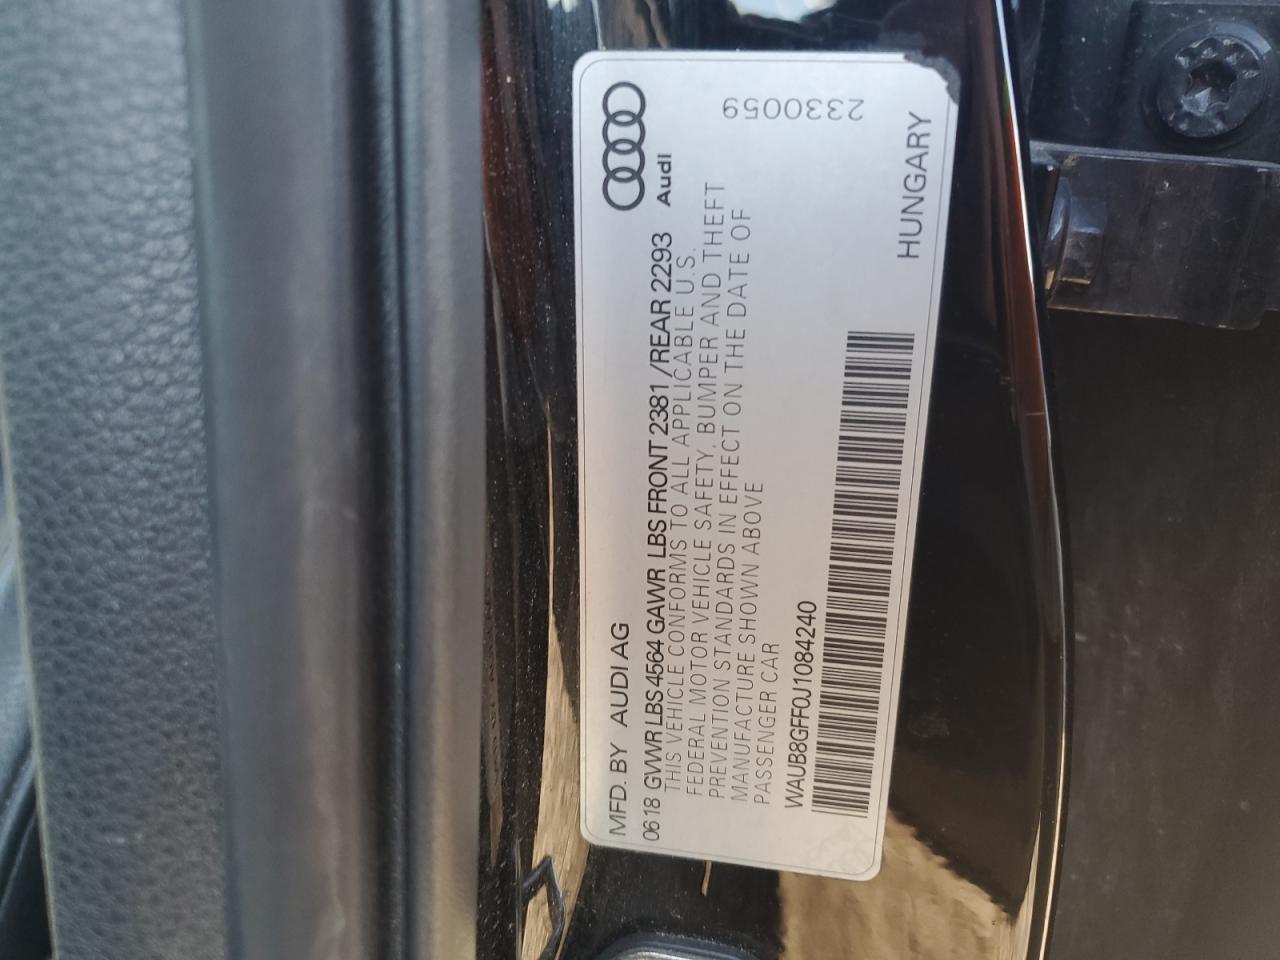 MFD. BY AUDI AG
Audi
0618 GVWR LBS 4564 GAWR LBS FRONT 2381 /REAR 2293
THIS VEHICLE CONFORMS TO ALL APPLICABLE U.S.
FEDERAL MOTOR VEHICLE SAFETY, BUMPER AND THEFT
PREVENTION STANDARDS IN EFFECT ON THE DATE OF
MANUFACTURE SHOWN ABOVE
PASSENGER CAR
2330059
WAUB8GFF0J1084240
HUNGARY